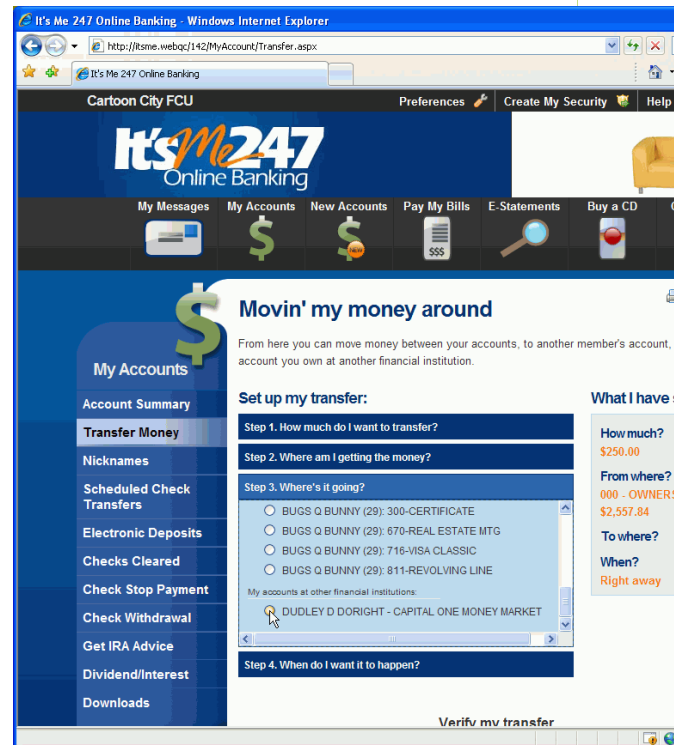 It's Me 247 Online Banking - Windows Internet Explorer
http://itsme.webqc/142/MyAccount/Transfer.aspx
It's Me 247 Online Banking
Cartoon City FCU
Preferences
Create My Security
Help
It's Me 247
Online Banking
My Messages
My Accounts
New Accounts
Pay My Bills
E-Statements
Buy a CD
NEW
$$$
Movin' my money around
From here you can move money between your accounts, to another member's account,
account you own at another financial institution.
My Accounts
Account Summary
Transfer Money
Nicknames
Scheduled Check
Transfers
Electronic Deposits
Checks Cleared
Check Stop Payment
Check Withdrawal
Get IRA Advice
Dividend/Interest
Downloads
Set up my transfer:
Step 1. How much do I want to transfer?
Step 2. Where am I getting the money?
Step 3. Where's it going?
BUGS Q BUNNY (29): 300-CERTIFICATE
BUGS Q BUNNY (29): 670-REAL ESTATE MTG
BUGS Q BUNNY (29): 716-VISA CLASSIC
BUGS Q BUNNY (29): 811-REVOLVING LINE
My accounts at other financial institutions:
DUDLEY D DORIGHT - CAPITAL ONE MONEY MARKET
Step 4. When do I want it to happen?
Verify my transfer
What I have s
How much?
$250.00
From where?
000 - OWNERS
$2,557.84
To where?
When?
Right away